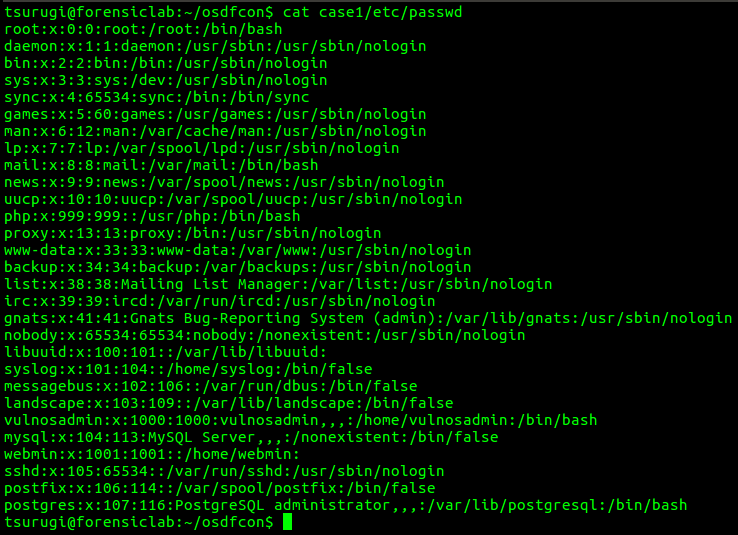 tsurugi@forensiclab:~/osdfcon$ cat case1/etc/passwd
root:x:0:0:root:/root:/bin/bash
daemon:x:1:1:daemon:/usr/sbin:/usr/sbin/nologin
bin:x:2:2:bin:/bin:/usr/sbin/nologin
sys:x:3:3:sys:/dev:/usr/sbin/nologin
sync:x:4:65534:sync:/bin:/bin/sync
games:x:5:60:games:/usr/games:/usr/sbin/nologin
man:x:6:12:man:/var/cache/man:/usr/sbin/nologin
lp:x:7:7:lp:/var/spool/lpd:/usr/sbin/nologin
mail:x:8:8:mail:/var/mail:/bin/bash
news:x:9:9:news:/var/spool/news:/usr/sbin/nologin
uucp:x:10:10:uucp:/var/spool/uucp:/usr/sbin/nologin
php:x:999:999::/usr/php:/bin/bash
proxy:x:13:13:proxy:/bin:/usr/sbin/nologin
www-data:x:33:33:www-data:/var/www:/usr/sbin/nologin
backup:x:34:34:backup:/var/backups:/usr/sbin/nologin
list:x:38:38:Mailing List Manager:/var/list:/usr/sbin/nologin
irc:x:39:39:ircd:/var/run/ircd:/usr/sbin/nologin
gnats:x:41:41:Gnats Bug-Reporting System (admin):/var/lib/gnats:/usr/sbin/nologin
nobody:x:65534:65534:nobody:/nonexistent:/usr/sbin/nologin
libuuid:x:100:101::/var/lib/libuuid:
syslog:x:101:104::/home/syslog:/bin/false
messagebus:x:102:106::/var/run/dbus:/bin/false
landscape:x:103:109::/var/lib/landscape:/bin/false
vulnosadmin:x:1000:1000:vulnosadmin,,,:/home/vulnosadmin:/bin/bash
mysql:x:104:113:MySQL Server,,,:/nonexistent:/bin/false
webmin:x:1001:1001::/home/webmin:
sshd:x:105:65534::/var/run/sshd:/usr/sbin/nologin
postfix:x:106:114::/var/spool/postfix:/bin/false
postgres:x:107:116:PostgreSQL administrator,,,:/var/lib/postgresql:/bin/bash
tsurugi@forensiclab:~/osdfcon$